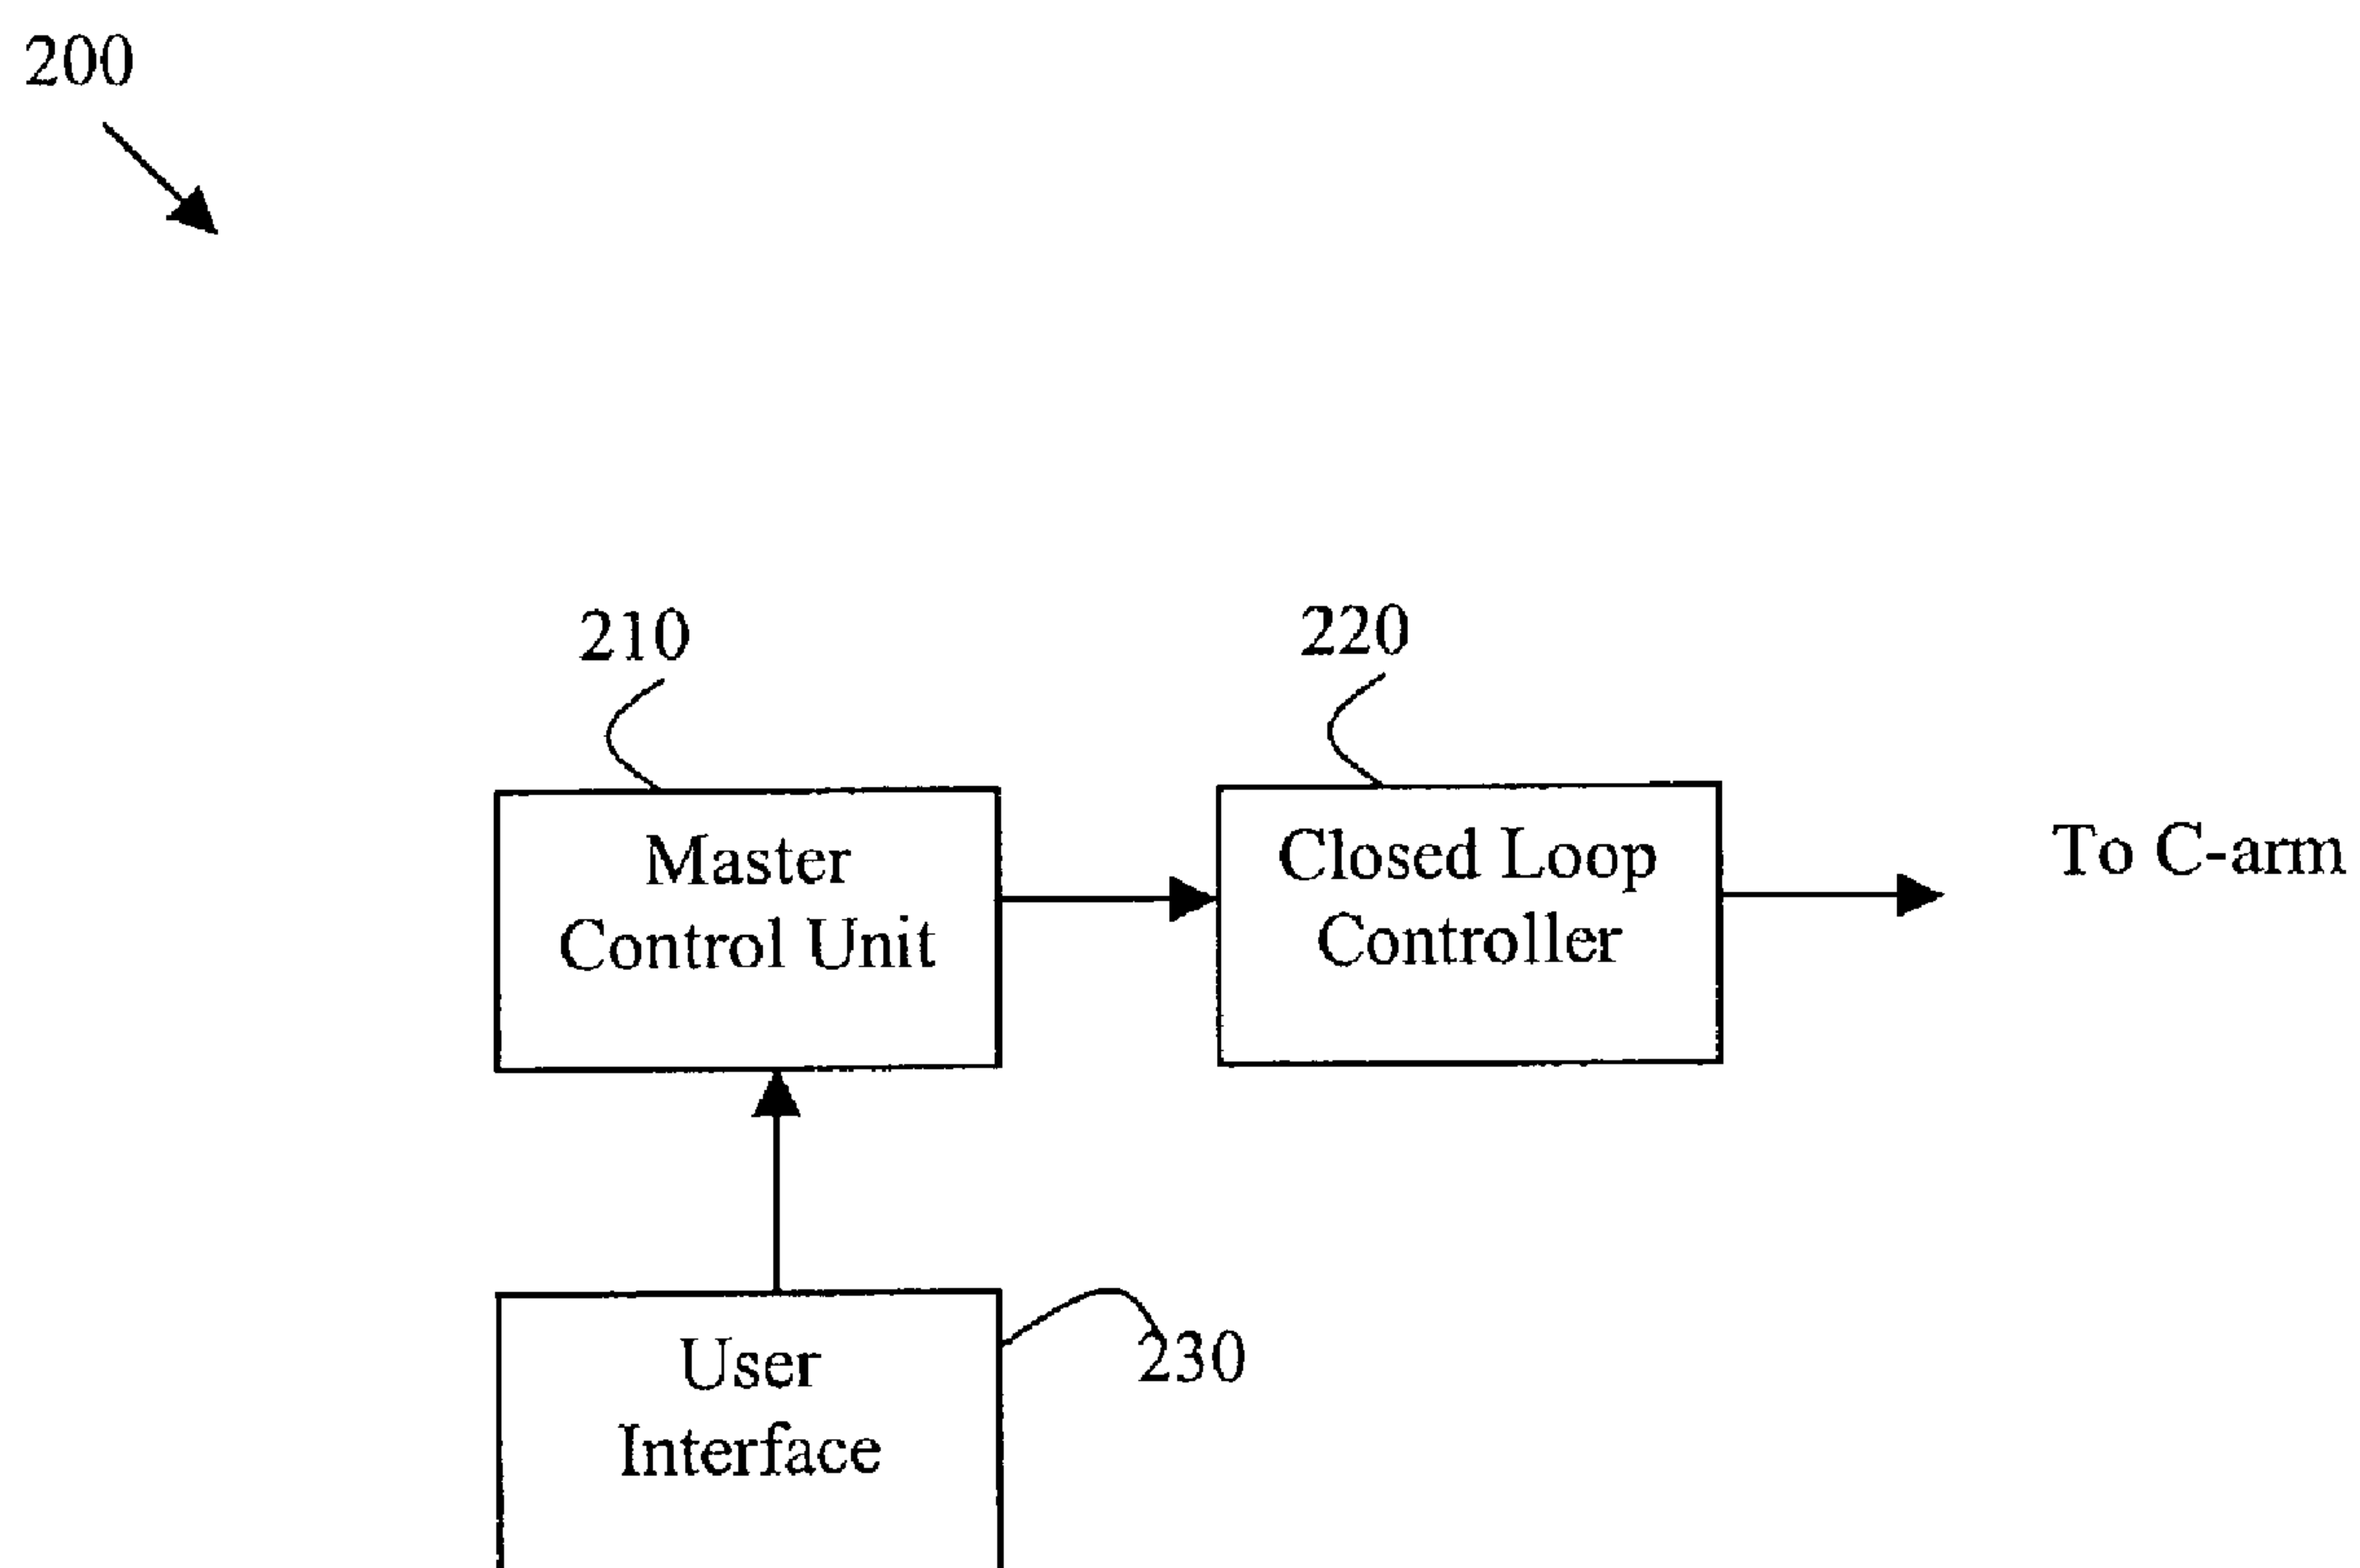 200
210
220
Master
Control Unit
Closed Loop
Controller
To C-arm
230
User
Interface